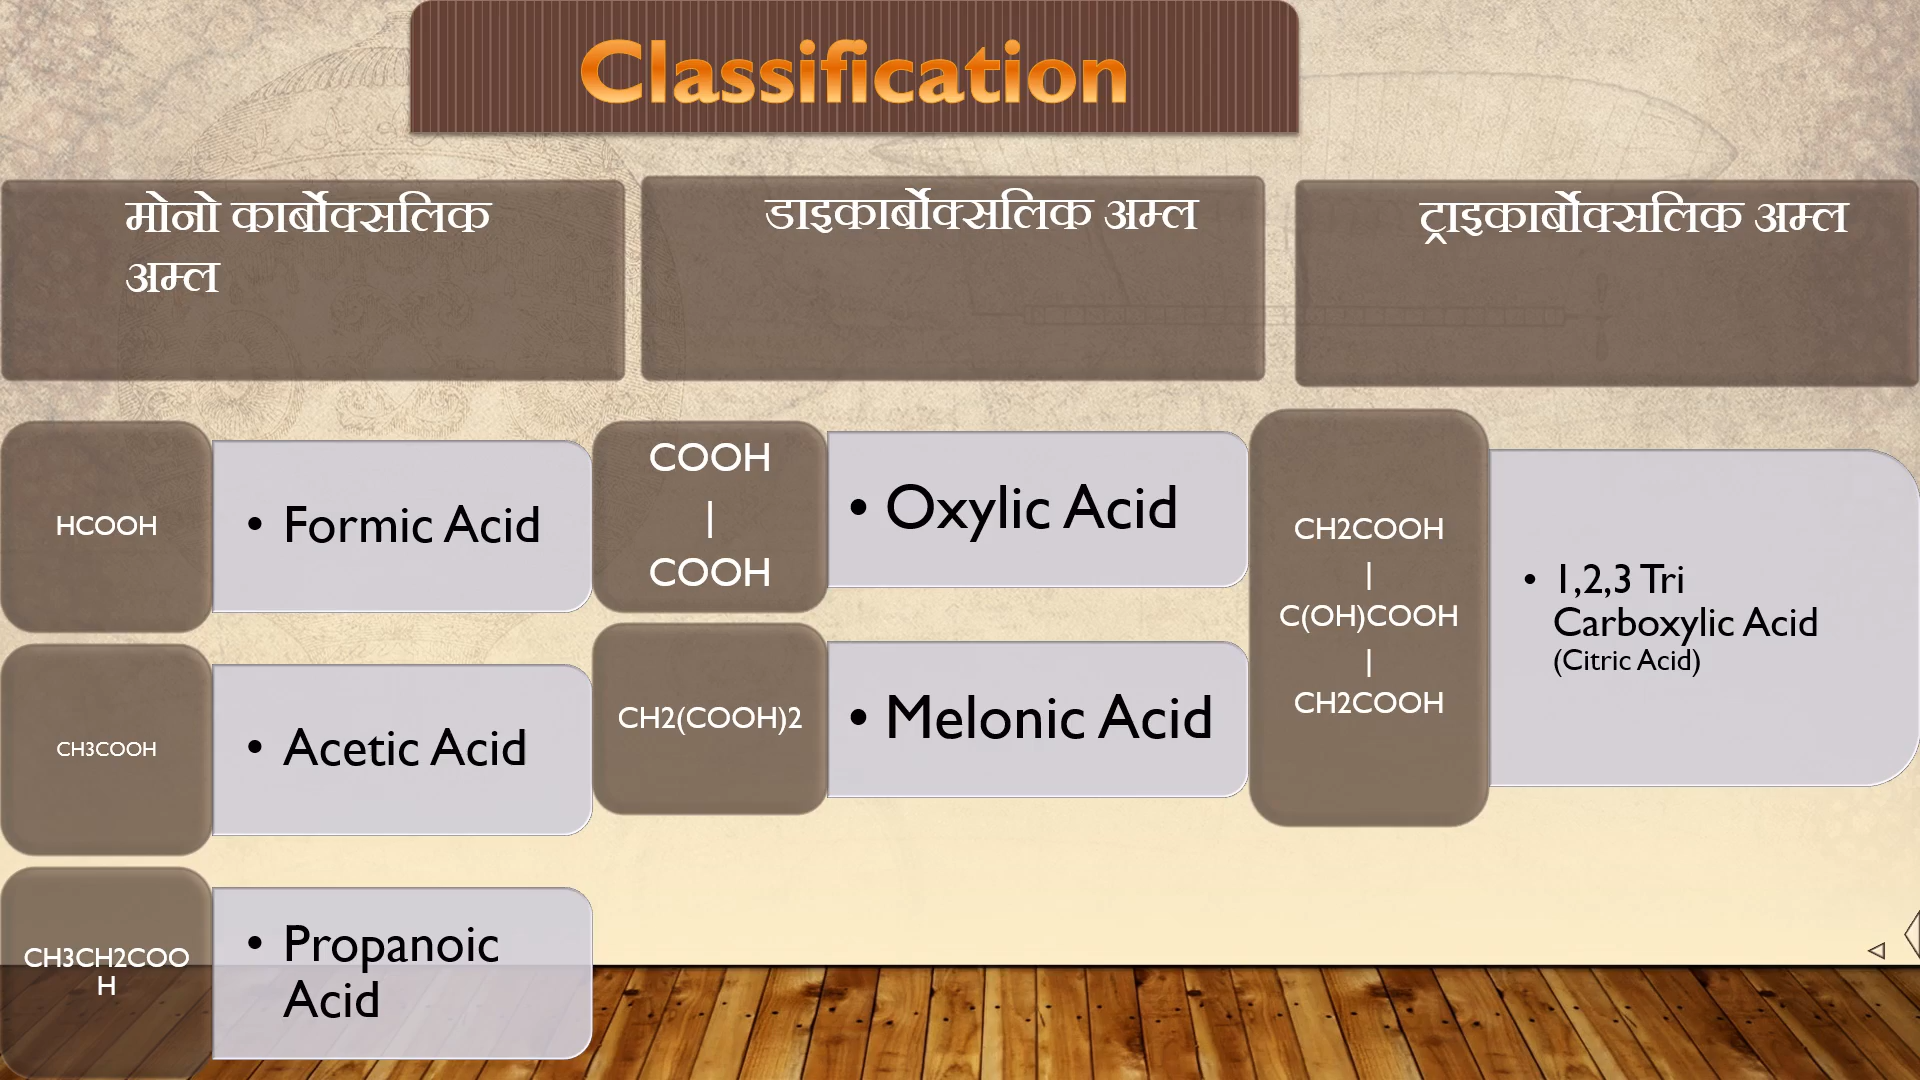 Classification
मोनो कार्बोक्सलिक
अम्ल
डाइकार्बोक्सलिक अम्ल
ट्राइकार्बोक्सलिक अम्ल
HCOOH
• Formic Acid
CH3COOH
• Acetic Acid
CH3CH2COO
H
• Propanoic
Acid
COOH
|
COOH
• Oxylic Acid
CH2(COOH)2
• Melonic Acid
CH2COOH
|
C(OH)COOH
|
CH2COOH
• 1,2,3 Tri
Carboxylic Acid
(Citric Acid)